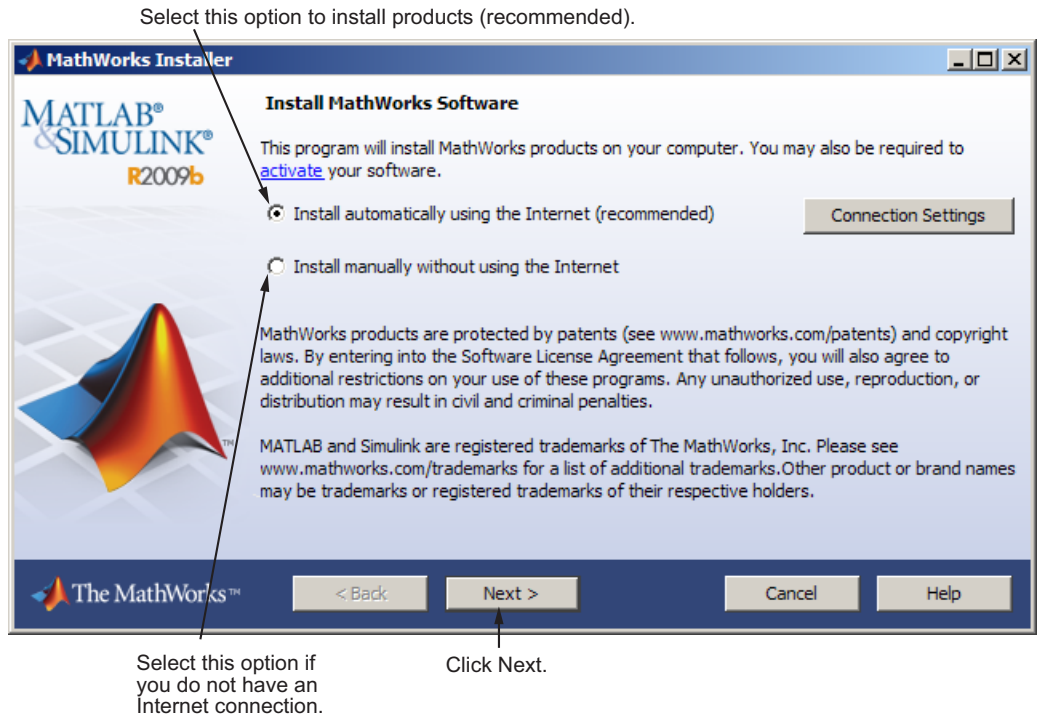 Select this option to install products (recommended).
MathWorks Installer
MATLAB®
&SIMULINK®
R2009b
Install MathWorks Software
This program will install MathWorks products on your computer. You may also be required to
activate your software.
Install automatically using the Internet (recommended)
Connection Settings
Install manually without using the Internet
MathWorks products are protected by patents (see www.mathworks.com/patents) and copyright
laws. By entering into the Software License Agreement that follows, you will also agree to
additional restrictions on your use of these programs. Any unauthorized use, reproduction, or
distribution may result in civil and criminal penalties.
TM
MATLAB and Simulink are registered trademarks of The MathWorks, Inc. Please see
www.mathworks.com/trademarks for a list of additional trademarks.Other product or brand names
may be trademarks or registered trademarks of their respective holders.
The MathWorks™
< Back
Next >
Cancel
Help
Select this option if
you do not have an
Internet connection.
Click Next.